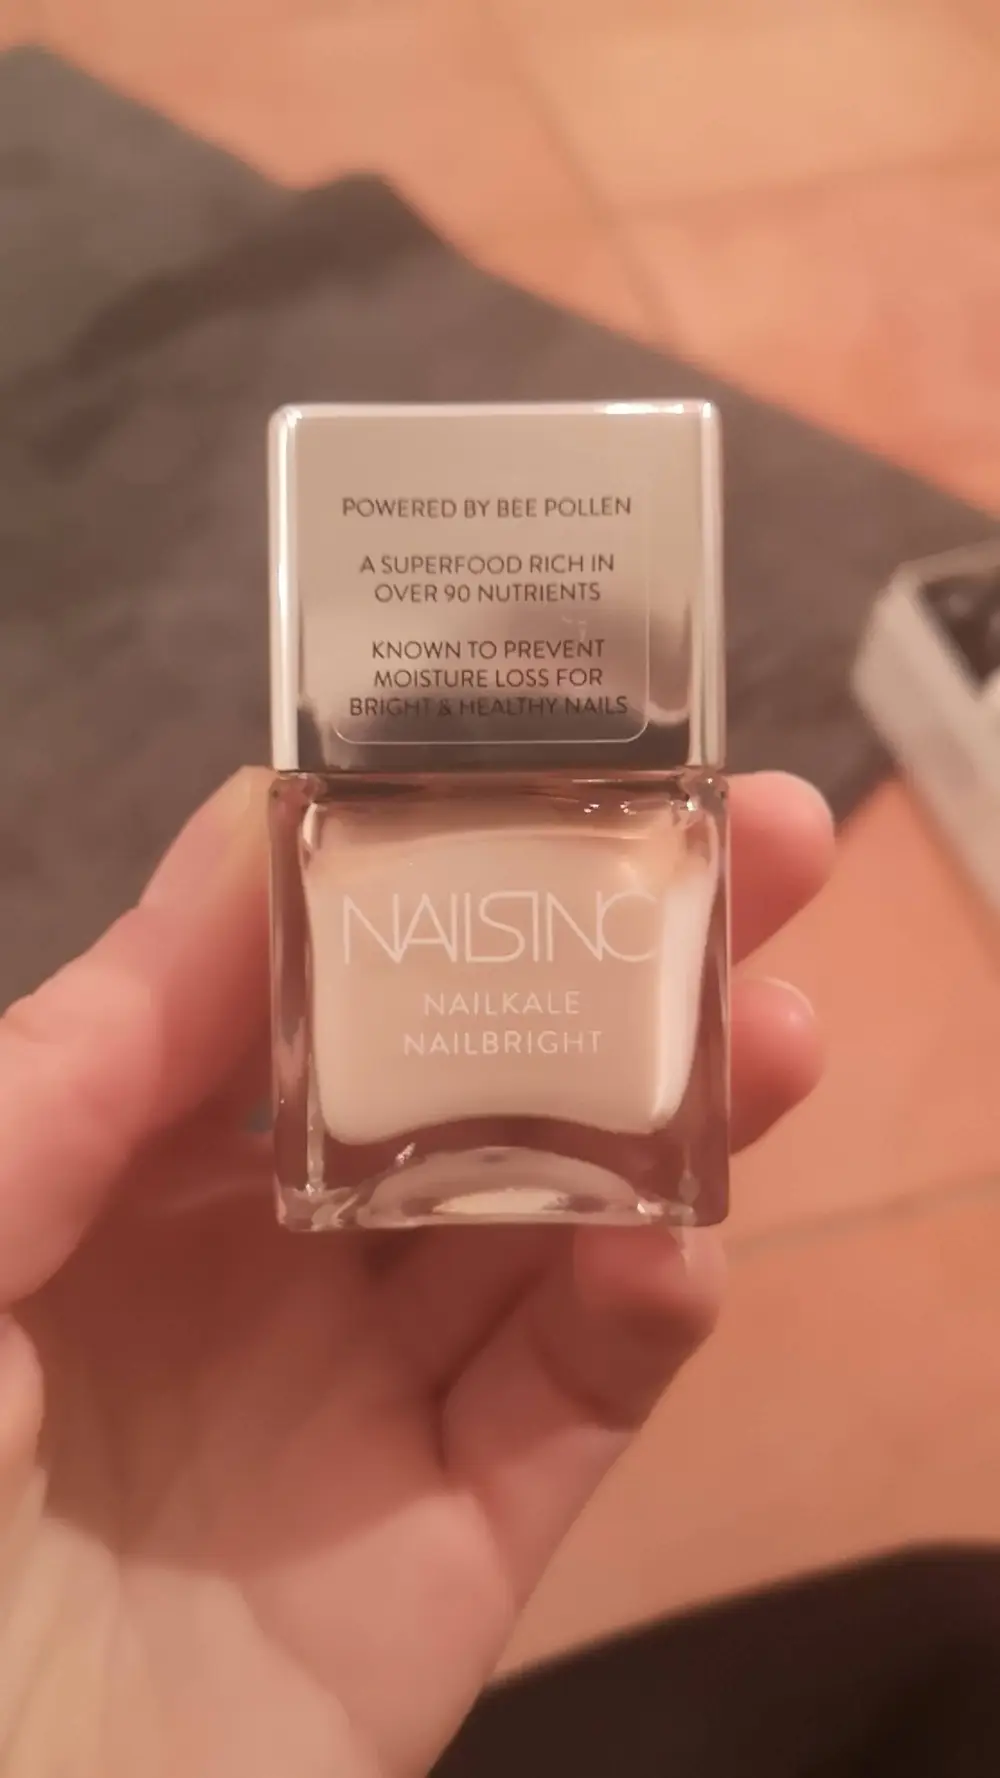 POWERED BY BEE POLLEN
A SUPERFOOD RICH IN
OVER 90 NUTRIENTS
KNOWN TO PREVENT
MOISTURE LOSS FOR
BRIGHT & HEALTHY NAILS
NAILSINC
NAILKALE
NAILBRIGHT